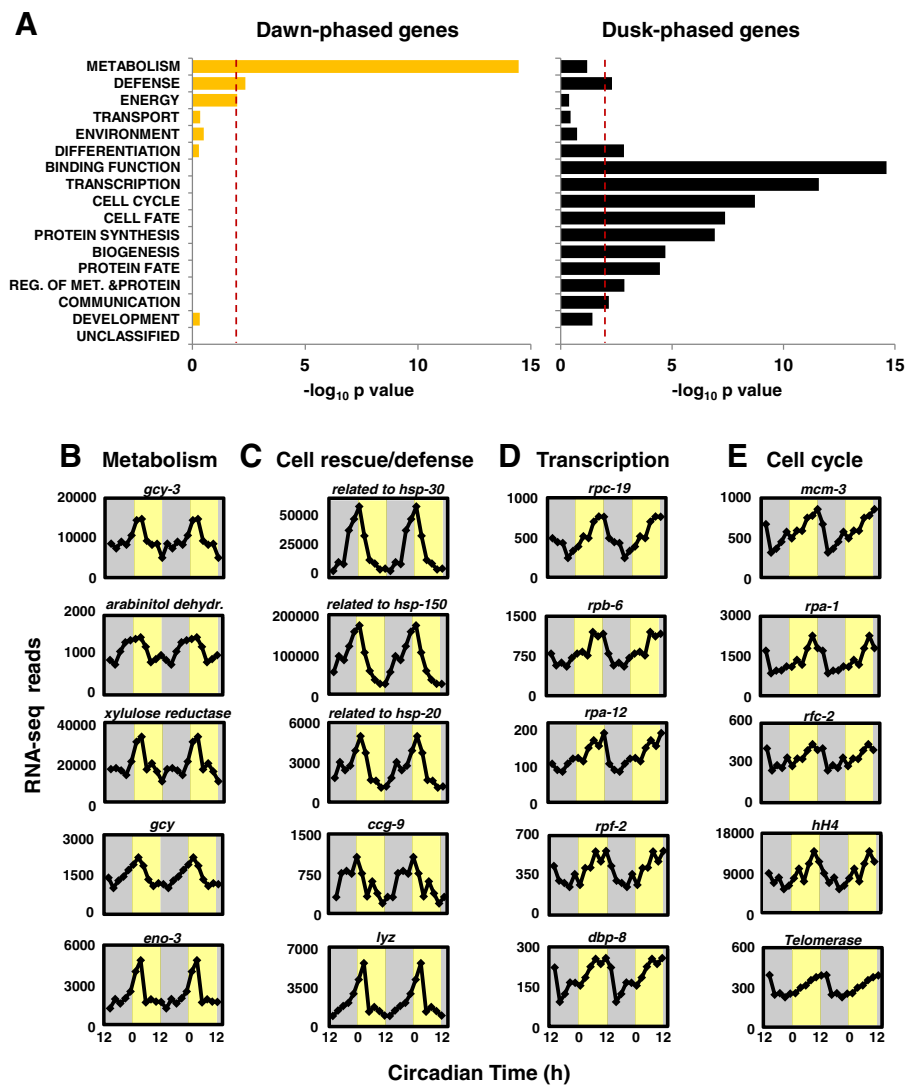 A
Dawn-phased genes
Dusk-phased genes
METABOLISM
DEFENSE
ENERGY
TRANSPORT
ENVIRONMENT
DIFFERENTIATION
BINDING FUNCTION
TRANSCRIPTION
CELL CYCLE
CELL FATE
PROTEIN SYNTHESIS
BIOGENESIS
PROTEIN FATE
REG. OF MET. &PROTEIN
COMMUNICATION
DEVELOPMENT
UNCLASSIFIED
0 5 10 15
0 5 10 15
-log10 p value
-log10 p value
B Metabolism
C Cell rescue/defense
D Transcription
E Cell cycle
RNA-seq reads
gcy-3
20000
10000
0
related to hsp-30
50000
25000
0
rpc-19
1000
500
0
mcm-3
1000
500
0
arabinitol dehydr.
2000
1000
0
related to hsp-150
200000
100000
0
rpb-6
1500
750
0
rpa-1
3000
1500
0
xylulose reductase
40000
20000
0
related to hsp-20
6000
3000
0
rpa-12
200
100
0
rfc-2
600
300
0
gcy
3000
1500
0
ccg-9
1500
750
0
rpf-2
700
350
0
hH4
18000
9000
0
eno-3
6000
3000
0
lyz
7000
3500
0
dbp-8
300
150
0
Telomerase
600
300
0
12 0 12 0 12
12 0 12 0 12
12 0 12 0 12
12 0 12 0 12
Circadian Time (h)